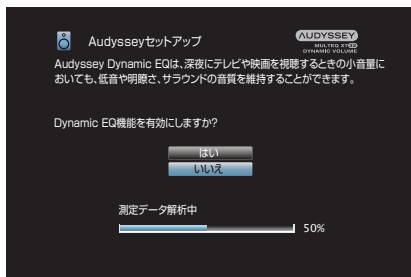 Audysseyセットアップ
AUDYSSEY
MULTEQ XT32
DYNAMIC VOLUME
Audyssey Dynamic EQは、深夜にテレビや映画を視聴するときの小音量に
おいても、低音や明瞭さ、サラウンドの音質を維持することができます。
Dynamic EQ機能を有効にしますか?
はい
いいえ
測定データ解析中
50%